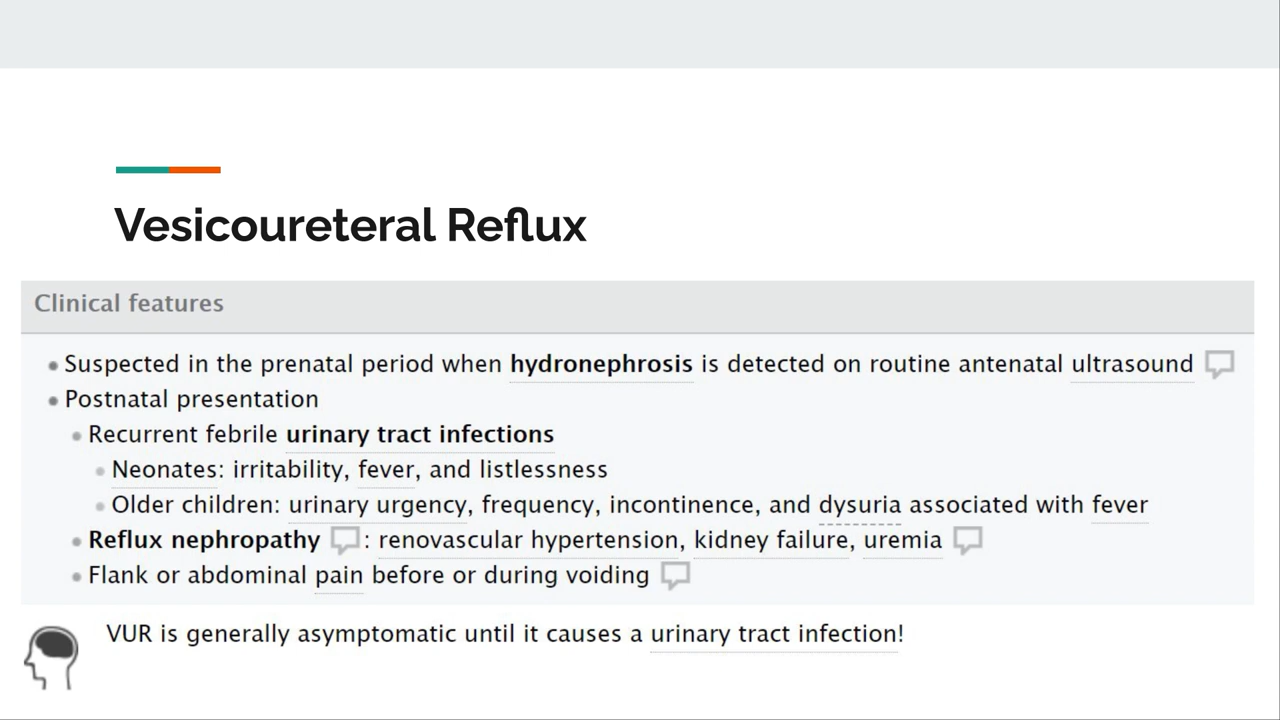 Vesicoureteral Reflux
Clinical features
Suspected in the prenatal period when hydronephrosis is detected on routine antenatal ultrasound
Postnatal presentation
Recurrent febrile urinary tract infections
Neonates: irritability, fever, and listlessness
Older children: urinary urgency, frequency, incontinence, and dysuria associated with fever
Reflux nephropathy : renovascular hypertension, kidney failure, uremia
Flank or abdominal pain before or during voiding
VUR is generally asymptomatic until it causes a urinary tract infection!